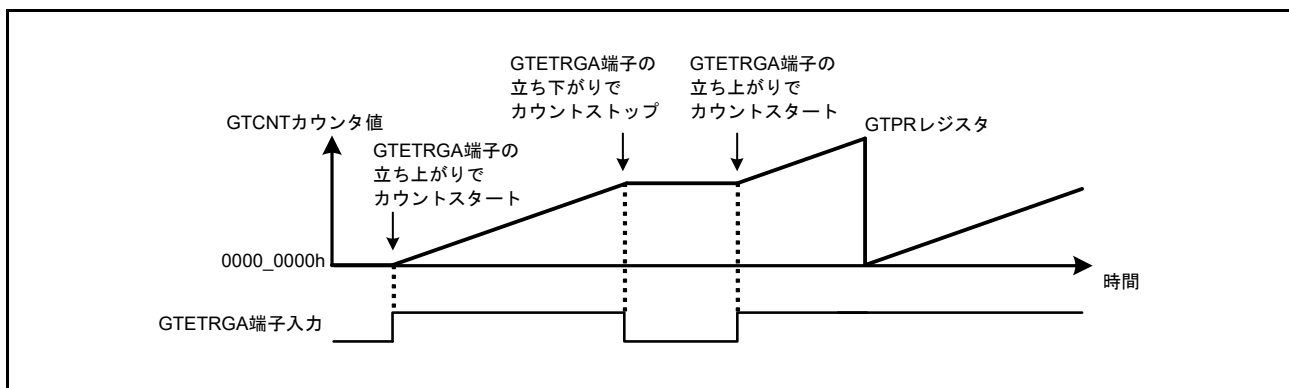 GTETRGA端子の
立ち下がりで
カウントストップ
GTETRGA端子の
立ち上がりで
カウントスタート
GTCNTカウンタ値
GTPRレジスタ
GTETRGA端子の
立ち上がりで
カウントスタート
0000_0000h
時間
GTETRGA端子入力